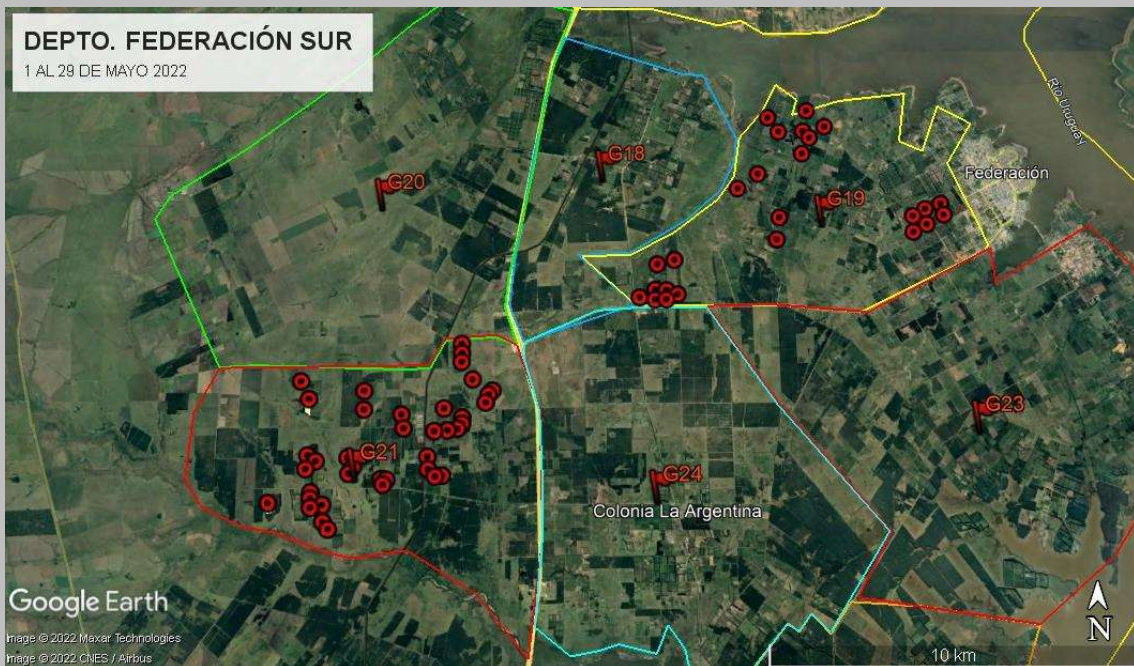 DEPTO. FEDERACIÓN SUR
1 AL 29 DE MAYO 2022
Río Uruguay
G18
Federación
G20
G19
G23
G21
G24
Colonia La Argentina
Google Earth
Image © 2022 Maxar Technologies
Image © 2022 CNES / Airbus
10 km
N